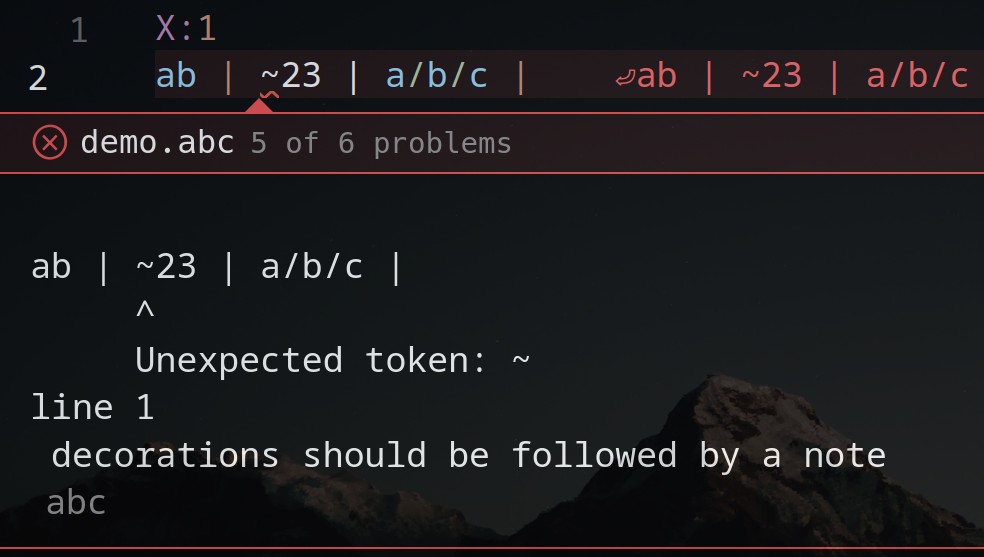 1 X:1
2 ab | ~23 | a/b/c | ⏎ab | ~23 | a/b/c
demo.abc 5 of 6 problems
ab | ~23 | a/b/c |
^
Unexpected token: ~
line 1
decorations should be followed by a note
abc